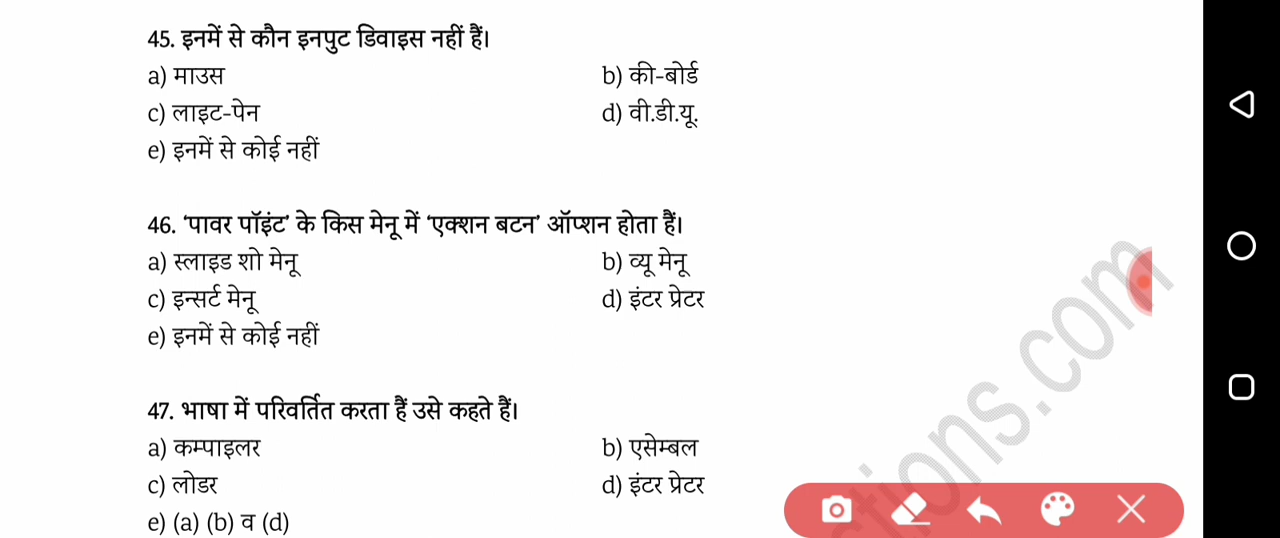 45. इनमें से कौन इनपुट डिवाइस नहीं हैं।
a) माउस b) की-बोर्ड
c) लाइट-पेन d) वी.डी.यू.
e) इनमें से कोई नहीं
46. ‘पावर पॉइंट’ के किस मेनू में ‘एक्शन बटन’ ऑप्शन होता हैं।
a) स्लाइड शो मेनू b) व्यू मेनू
c) इन्सर्ट मेनू d) इंटर प्रेटर
e) इनमें से कोई नहीं
47. भाषा में परिवर्तित करता हैं उसे कहते हैं।
a) कम्पाइलर b) एसेम्बल
c) लोडर d) इंटर प्रेटर
e) (a) (b) व (d)
ctions.com